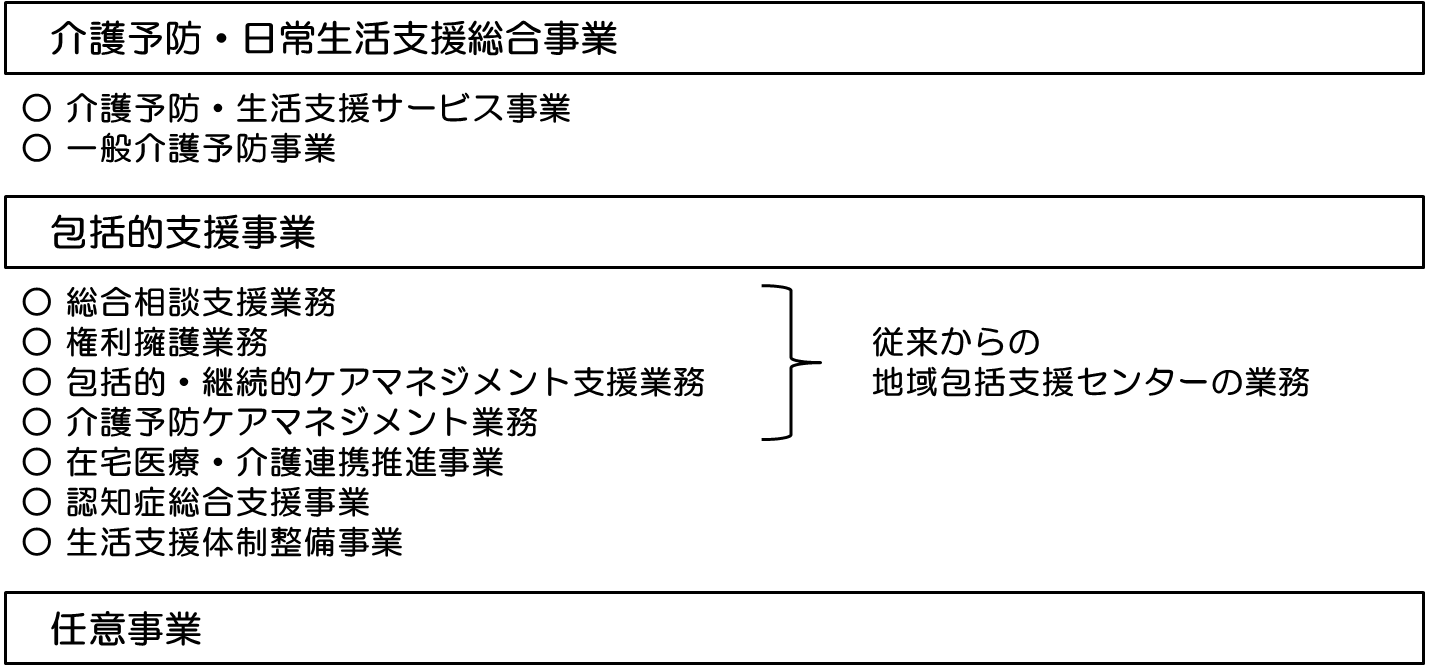 介護予防・日常生活支援総合事業
○ 介護予防・生活支援サービス事業
○ 一般介護予防事業
包括的支援事業
○ 総合相談支援業務
○ 権利擁護業務
○ 包括的・継続的ケアマネジメント支援業務
○ 介護予防ケアマネジメント業務
従来からの
地域包括支援センターの業務
○ 在宅医療・介護連携推進事業
○ 認知症総合支援事業
○ 生活支援体制整備事業
任意事業